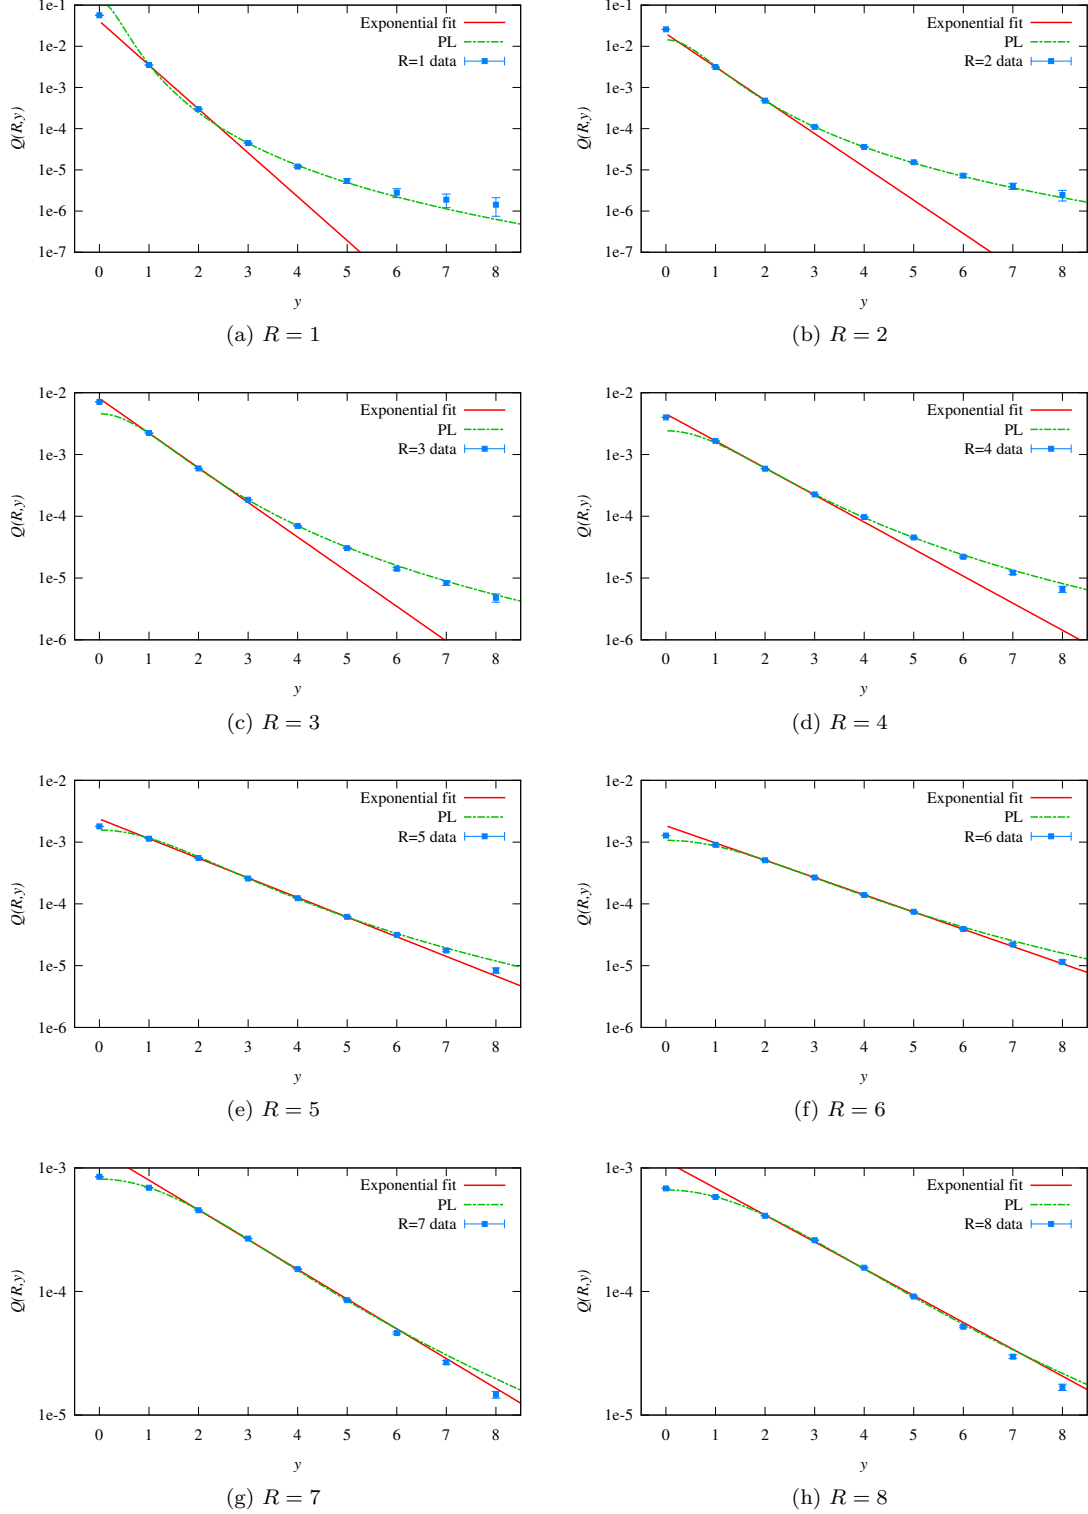 1e-1
1e-2
1e-3
1e-4
1e-5
1e-6
1e-7
Q(R,y)
Exponential fit
PL
R=1 data
0 1 2 3 4 5 6 7 8
y
(a) R = 1
1e-1
1e-2
1e-3
1e-4
1e-5
1e-6
1e-7
Q(R,y)
Exponential fit
PL
R=2 data
0 1 2 3 4 5 6 7 8
y
(b) R = 2
1e-2
1e-3
1e-4
1e-5
1e-6
Q(R,y)
Exponential fit
PL
R=3 data
0 1 2 3 4 5 6 7 8
y
(c) R = 3
1e-2
1e-3
1e-4
1e-5
1e-6
Q(R,y)
Exponential fit
PL
R=4 data
0 1 2 3 4 5 6 7 8
y
(d) R = 4
1e-2
1e-3
1e-4
1e-5
1e-6
Q(R,y)
Exponential fit
PL
R=5 data
0 1 2 3 4 5 6 7 8
y
(e) R = 5
1e-2
1e-3
1e-4
1e-5
1e-6
Q(R,y)
Exponential fit
PL
R=6 data
0 1 2 3 4 5 6 7 8
y
(f) R = 6
1e-3
1e-4
1e-5
Q(R,y)
Exponential fit
PL
R=7 data
0 1 2 3 4 5 6 7 8
y
(g) R = 7
1e-3
1e-4
1e-5
Q(R,y)
Exponential fit
PL
R=8 data
0 1 2 3 4 5 6 7 8
y
(h) R = 8